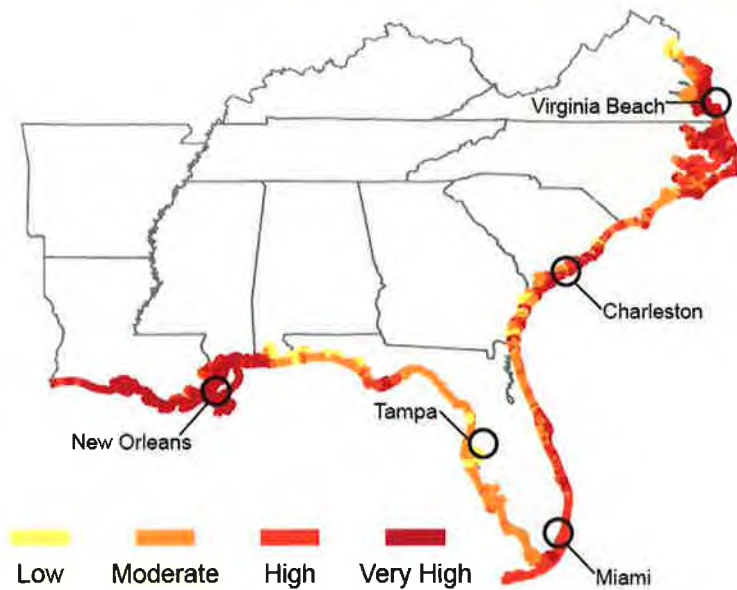 Virginia Beach
Charleston
Tampa
New Orleans
Miami
Low Moderate High Very High